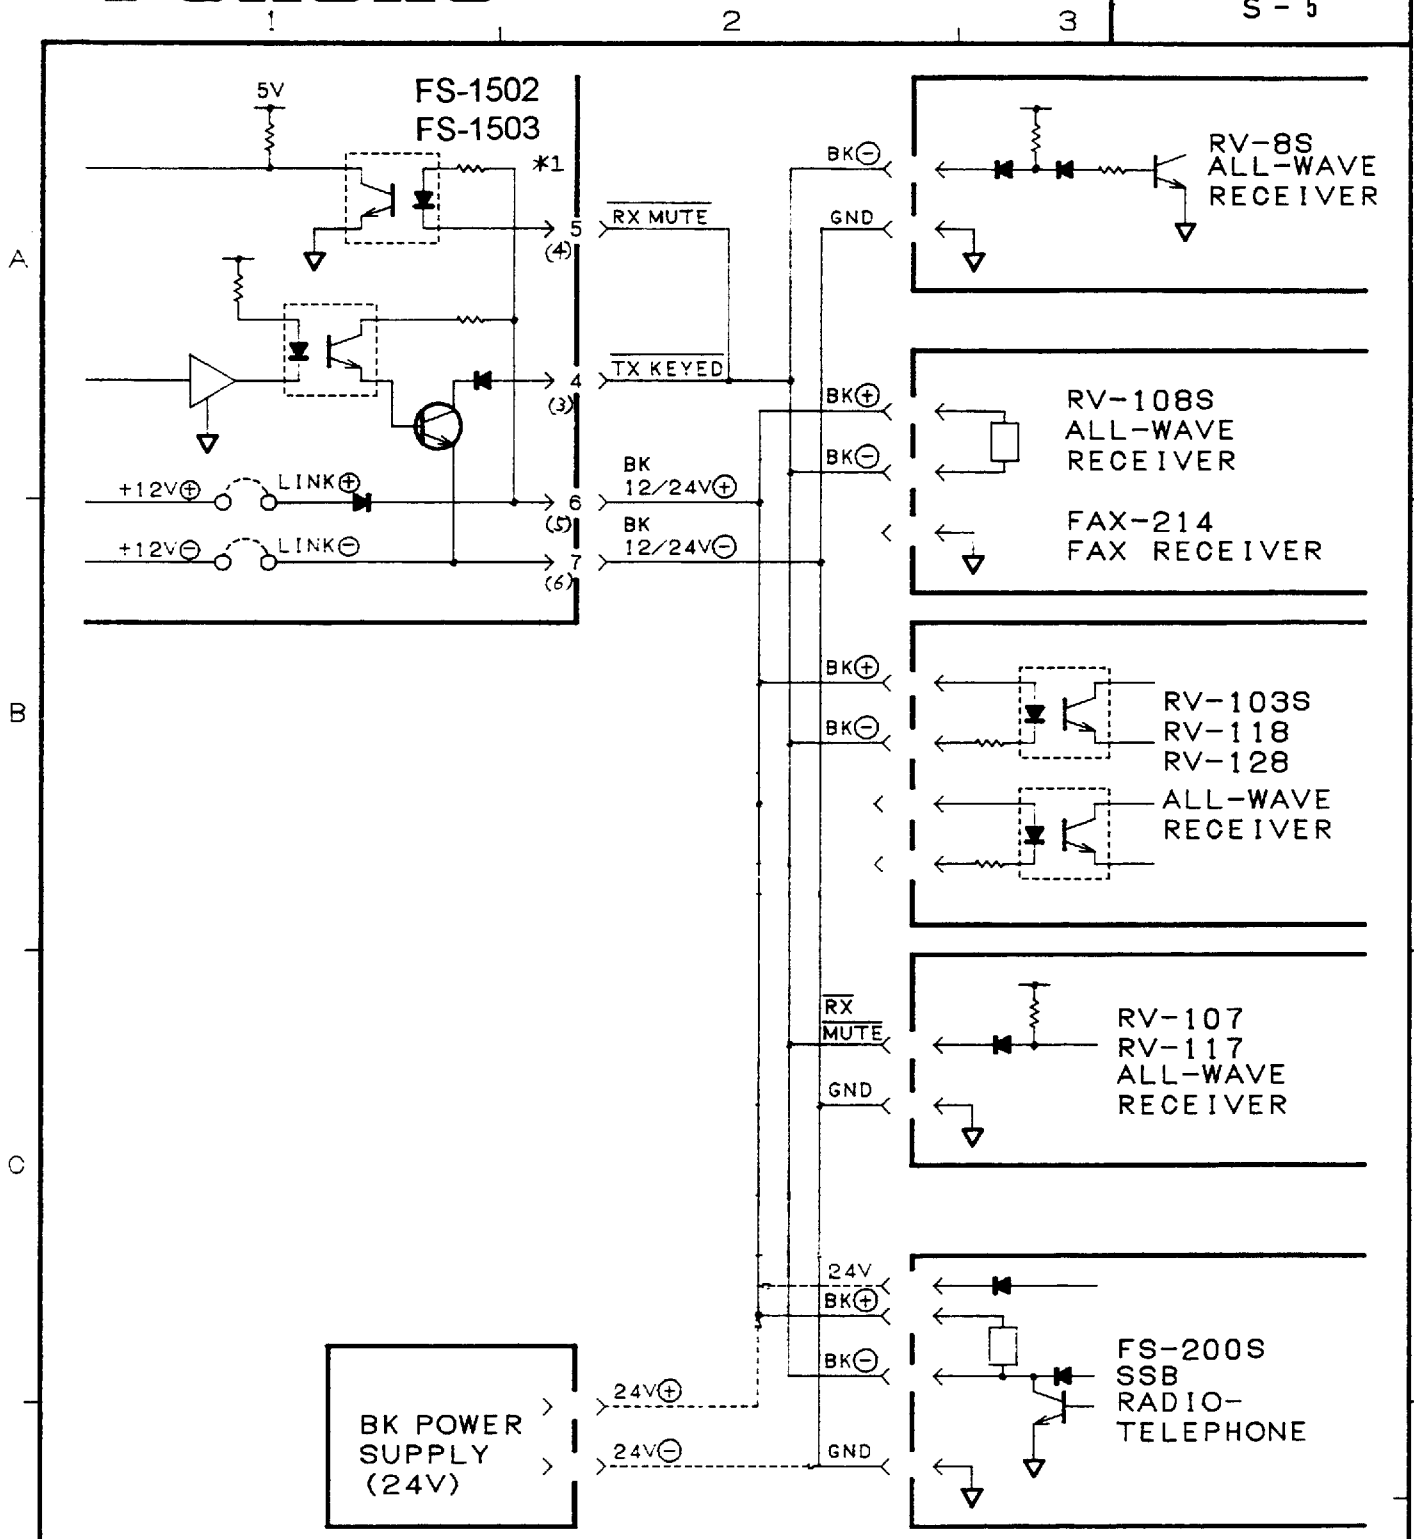 S - 5
1 2 3
A
B
C
5V
FS-1502
FS-1503
*1
5
(4)
RX MUTE
4
(3)
TX KEYED
+12V⊕
LINK⊕
6
(5)
BK
12/24V⊕
+12V⊖
LINK⊖
7
(6)
BK
12/24V⊖
BK⊖
GND
RV-8S
ALL-WAVE
RECEIVER
BK⊕
BK⊖
RV-108S
ALL-WAVE
RECEIVER
FAX-214
FAX RECEIVER
BK⊕
BK⊖
RV-103S
RV-118
RV-128
ALL-WAVE
RECEIVER
RX
MUTE
GND
RV-107
RV-117
ALL-WAVE
RECEIVER
24V
BK⊕
BK⊖
GND
FS-200S
SSB
RADIO-
TELEPHONE
BK POWER
SUPPLY
(24V)
24V⊕
24V⊖